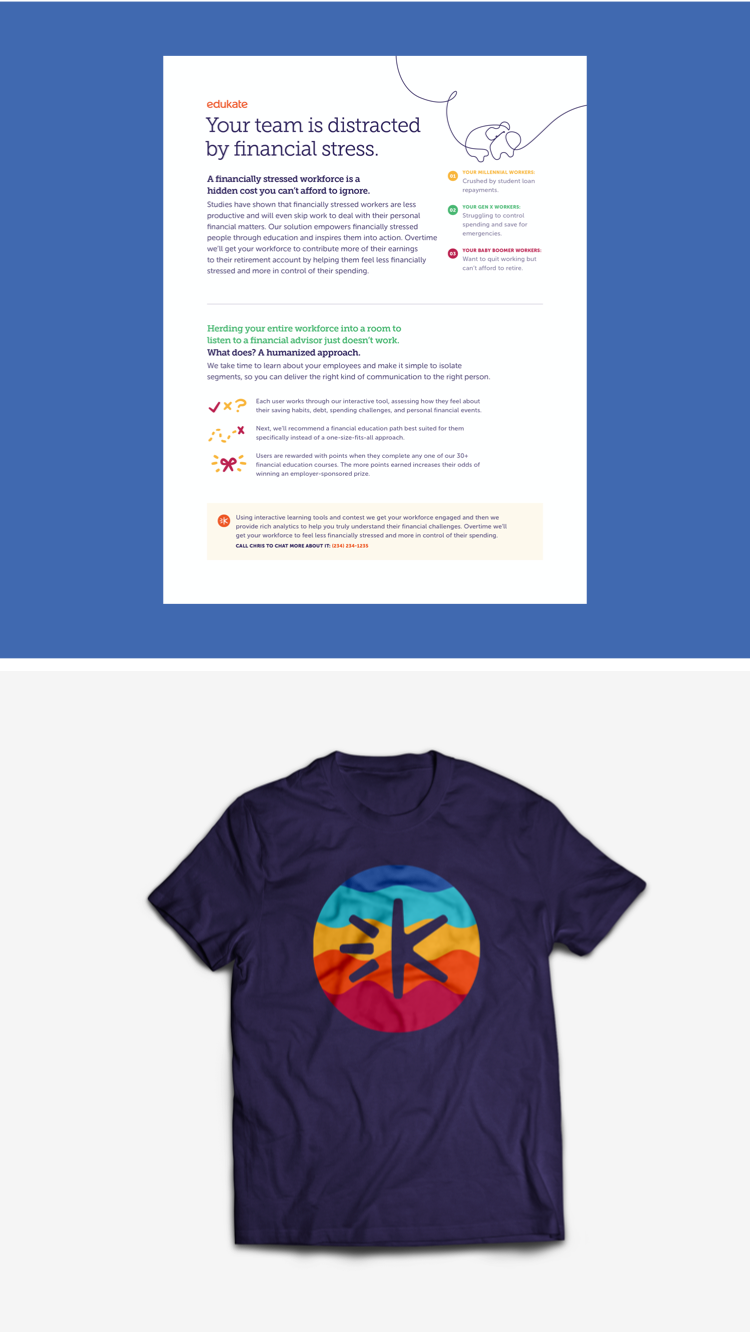 edukate
Your team is distracted
by financial stress.
A financially stressed workforce is a
hidden cost you can't afford to ignore.
Studies have shown that financially stressed workers are less
productive and will even skip work to deal with their personal
financial matters. Our solution empowers financially stressed
people through education and inspires them into action. Overtime
we'll get your workforce to contribute more of their earnings
to their retirement account by helping them feel less financially
stressed and more in control of their spending.
01 YOUR MILLENNIAL WORKERS:
Crushed by student loan
repayments.
02 YOUR GEN X WORKERS:
Struggling to control
spending and save for
emergencies.
03 YOUR BABY BOOMER WORKERS:
Want to quit working but
can't afford to retire.
Herding your entire workforce into a room to
listen to a financial advisor just doesn't work.
What does? A humanized approach.
We take time to learn about your employees and make it simple to isolate
segments, so you can deliver the right kind of communication to the right person.
Each user works through our interactive tool, assessing how they feel about
their saving habits, debt, spending challenges, and personal financial events.
Next, we'll recommend a financial education path best suited for them
specifically instead of a one-size-fits-all approach.
Users are rewarded with points when they complete any one of our 30+
financial education courses. The more points earned increases their odds of
winning an employer-sponsored prize.
Using interactive learning tools and contest we get your workforce engaged and then we
provide rich analytics to help you truly understand their financial challenges. Overtime we'll
get your workforce to feel less financially stressed and more in control of their spending.
CALL CHRIS TO CHAT MORE ABOUT IT: (234) 234-1235